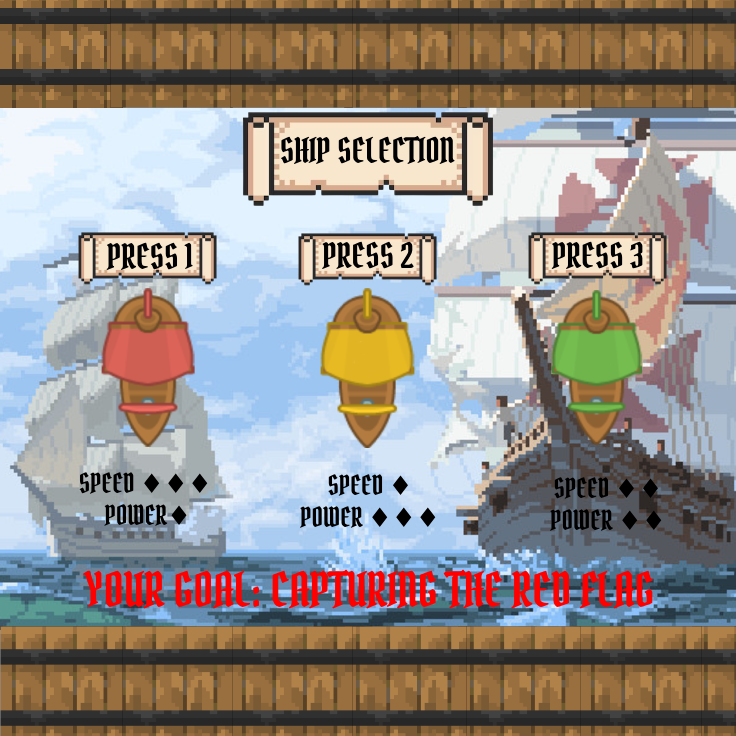 SHIP SELECTION
PRESS 1
PRESS 2
PRESS 3
SPEED ♦ ♦ ♦
POWER ♦
SPEED ♦
POWER ♦ ♦ ♦
SPEED ♦ ♦
POWER ♦ ♦
YOUR GOAL: CAPTURING THE RED FLAG